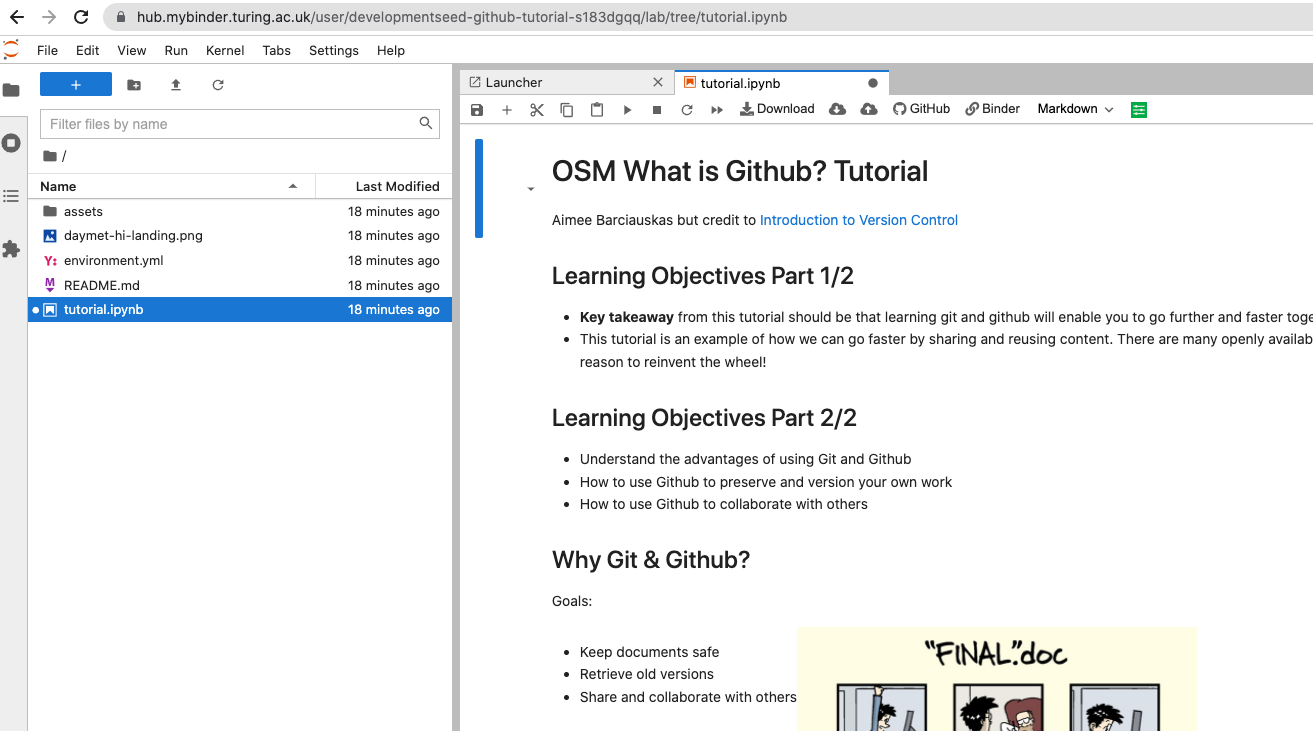 hub.mybinder.turing.ac.uk/user/developmentseed-github-tutorial-s183dgqq/lab/tree/tutorial.ipynb
File Edit View Run Kernel Tabs Settings Help
Filter files by name
/
Name Last Modified
assets 18 minutes ago
daymet-hi-landing.png 18 minutes ago
Y: environment.yml 18 minutes ago
M README.md 18 minutes ago
tutorial.ipynb 18 minutes ago
Launcher tutorial.ipynb
Download GitHub Binder Markdown
OSM What is Github? Tutorial
Aimee Barciauskas but credit to Introduction to Version Control
Learning Objectives Part 1/2
Key takeaway from this tutorial should be that learning git and github will enable you to go further and faster toge
This tutorial is an example of how we can go faster by sharing and reusing content. There are many openly availab
reason to reinvent the wheel!
Learning Objectives Part 2/2
Understand the advantages of using Git and Github
How to use Github to preserve and version your own work
How to use Github to collaborate with others
Why Git & Github?
Goals:
Keep documents safe
Retrieve old versions
Share and collaborate with others
"FINAL".doc